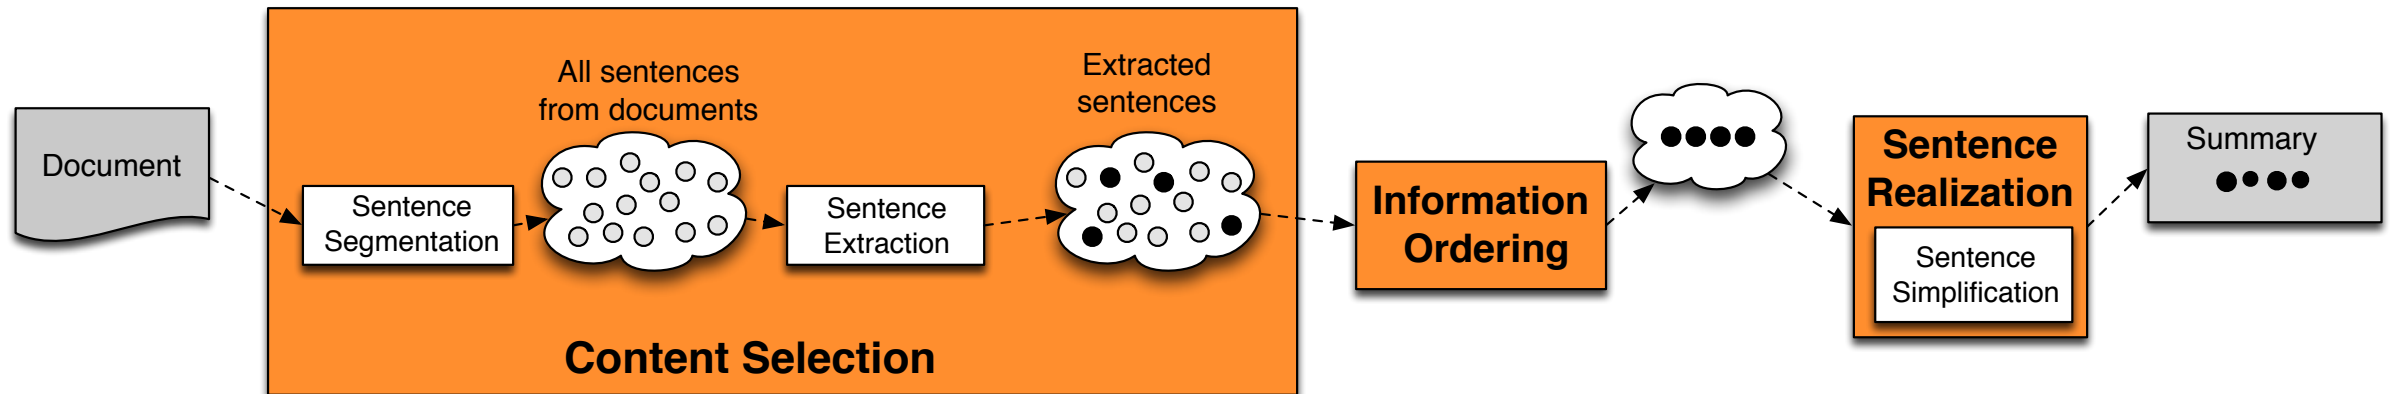 Document
Sentence
Segmentation
All sentences
from documents
Sentence
Extraction
Extracted
sentences
Content Selection
Information
Ordering
Sentence
Realization
Sentence
Simplification
Summary